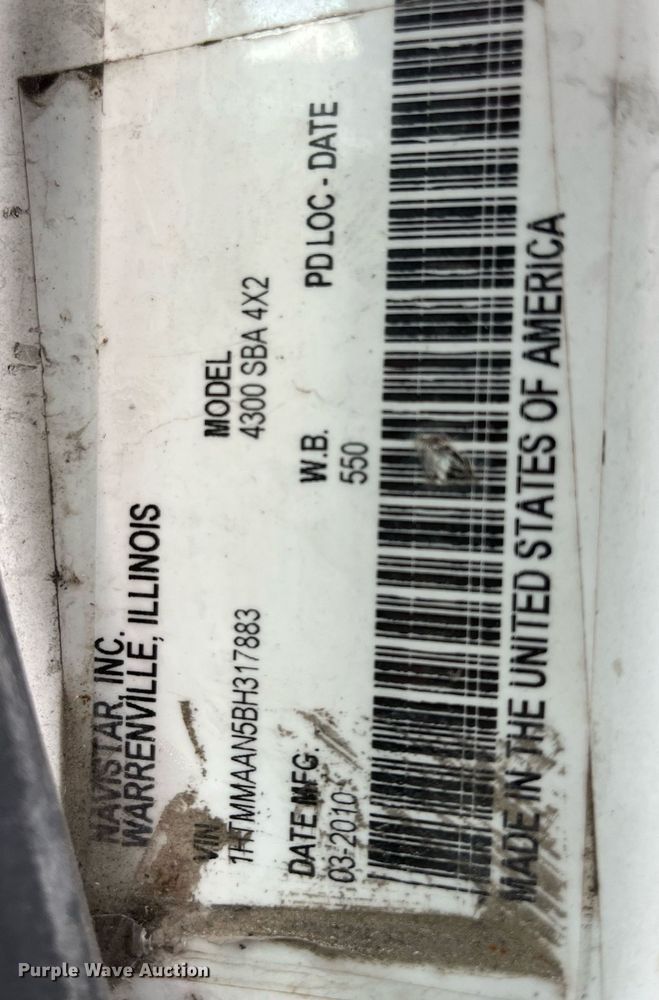 NAVISTAR, INC.
WARRENVILLE, ILLINOIS
VIN
1HTMMAAN5BH317883
MODEL
4300 SBA 4X2
DATE MFG.
03-2010
W.B.
550
PD LOC - DATE
MADE IN THE UNITED STATES OF AMERICA
Purple Wave Auction